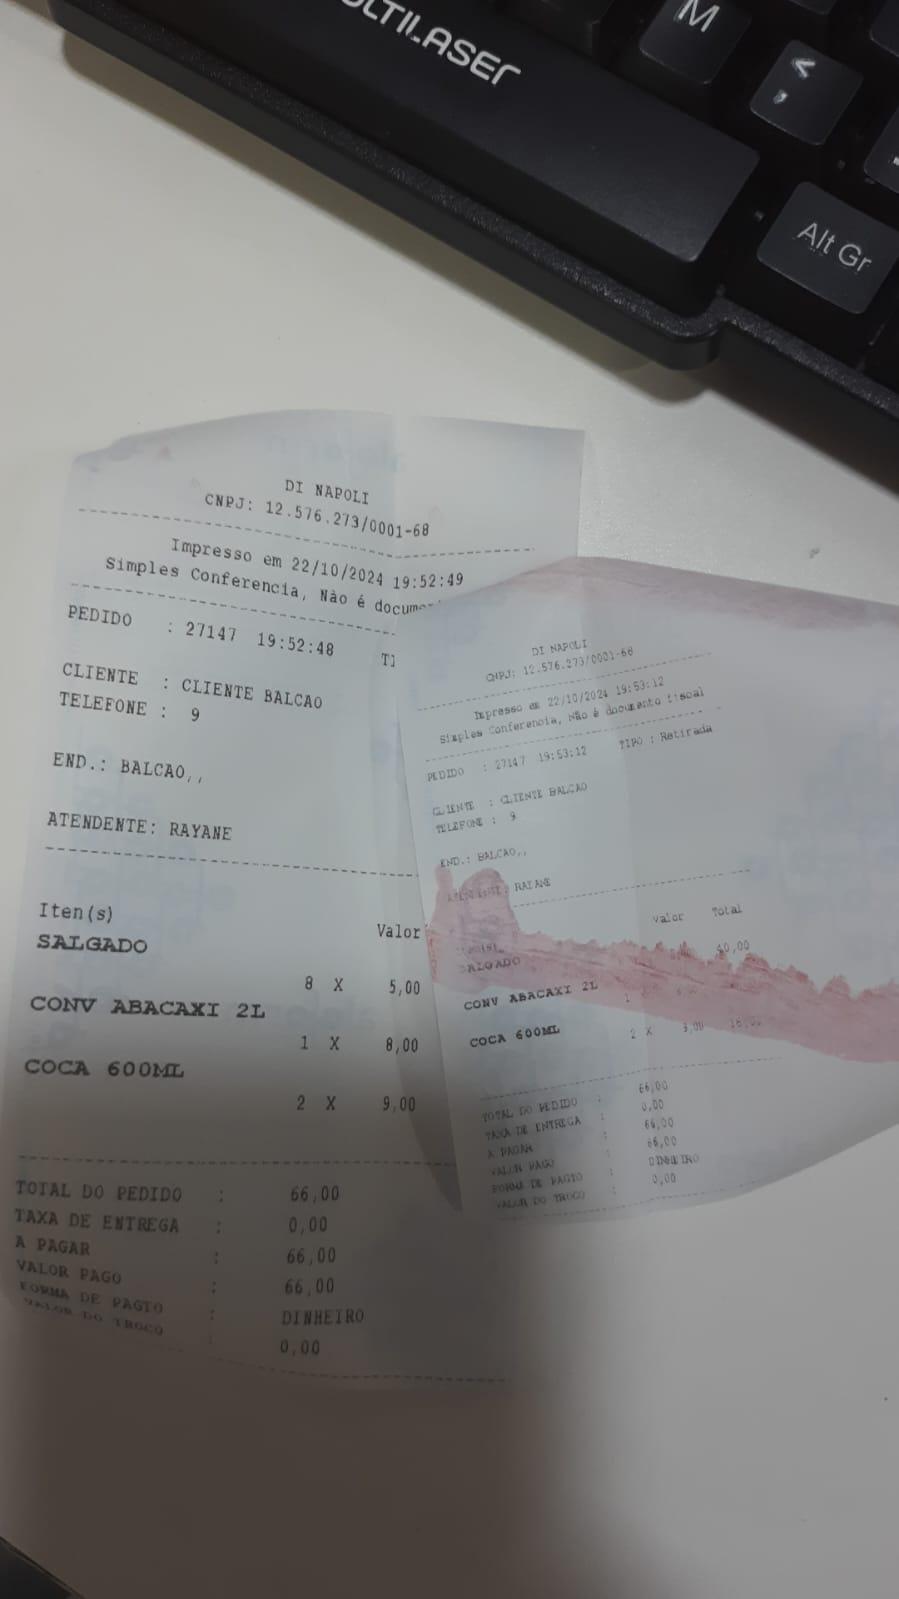 MULTILASER
M
<
,
Alt Gr
DI NAPOLI
CNPJ: 12.576.273/0001-68
Impresso em 22/10/2024 19:52:49
Simples Conferencia, Não é
PEDIDO : 27147 19:52:48
CLIENTE : CLIENTE BALCAO
TELEFONE : 9
END.: BALCAO,,
ATENDENTE: RAYANE
Iten(s) Valor
SALGADO
8 X 5,00
CONV ABACAXI 2L
1 X 8,00
COCA 600ML
2 X 9,00
TOTAL DO PEDIDO : 66,00
TAXA DE ENTREGA : 0,00
A PAGAR : 66,00
VALOR PAGO : 66,00
FORMA DE PAGTO : DINHEIRO
VALOR DO TROCO : 0,00
DI NAPOLI
CNPJ: 12.576.273/0001-68
Impresso em 22/10/2024 19:53:12
Simples Conferencia, Não é documento fiscal
PEDIDO : 27147 19:53:12 TIPO : Retirada
CLIENTE : CLIENTE BALCAO
TELEFONE : 9
END.: BALCAO,,
ATENDENTE: RAYANE
Valor Total
SALGADO 40,00
CONV ABACAXI 2L
1 X
COCA 600ML
2 X 9,00 18,00
TOTAL DO PEDIDO : 66,00
TAXA DE ENTREGA : 0,00
A PAGAR : 66,00
VALOR PAGO : 66,00
FORMA DE PAGTO : DINHEIRO
VALOR DO TROCO : 0,00